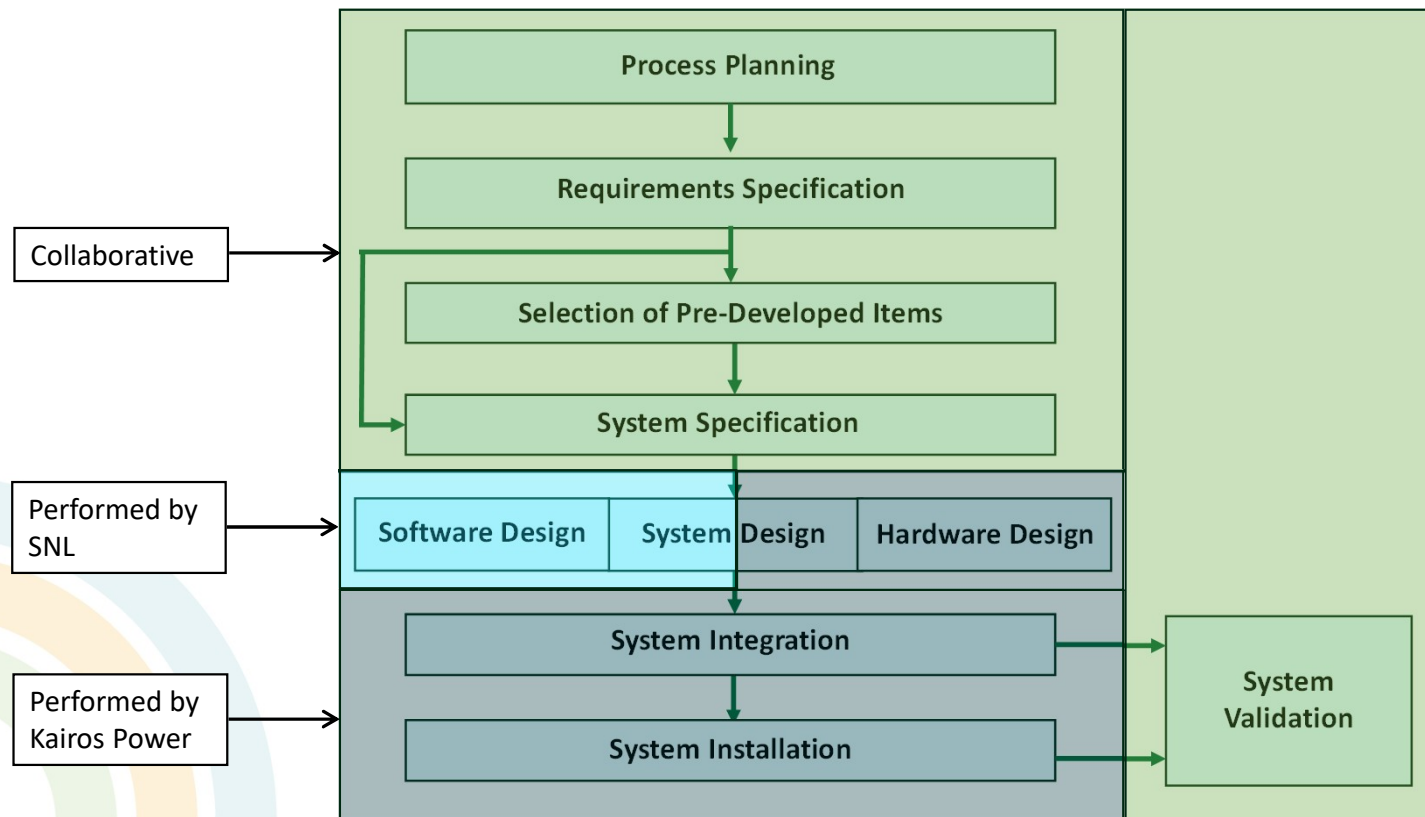 Process Planning
Requirements Specification
Collaborative
Selection of Pre-Developed Items
System Specification
Performed by
SNL
Software Design
System Design
Hardware Design
System Integration
System
Validation
Performed by
Kairos Power
System Installation